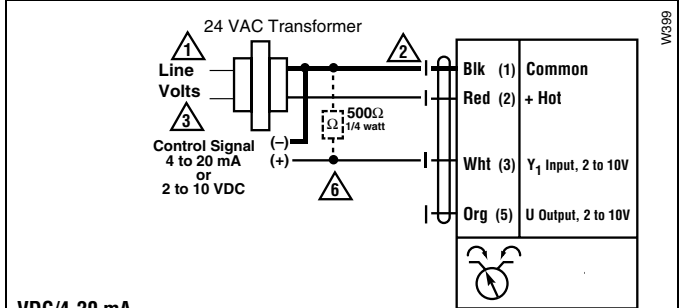 24 VAC Transformer
W399
1
2
Line
Volts
3
Blk (1) Common
Red (2) + Hot
500Ω
1/4 watt
Ω
Control Signal
4 to 20 mA
or
2 to 10 VDC
(–)
(+)
6
Wht (3) Y1 Input, 2 to 10V
Org (5) U Output, 2 to 10V
VDC/4-20 mA